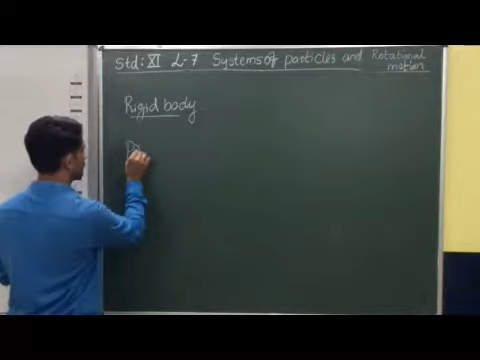 Std: XI L-7 Systems of particles and Rotational motion
Rigid body